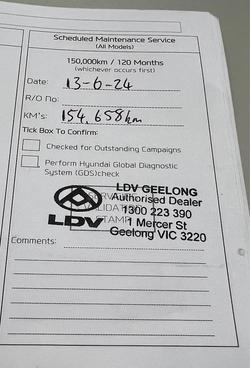 Scheduled Maintenance Service
(All Models)
150,000km / 120 Months
(whichever occurs first)
Date: 13-6-24
R/O No:
KM's: 154,658km
Tick Box To Confirm:
Checked for Outstanding Campaigns
Perform Hyundai Global Diagnostic
System (GDS)check
LDV GEELONG
Authorised Dealer
1300 223 390
1 Mercer St
Geelong VIC 3220
LDV
VALIDATION
STAMP
Comments: